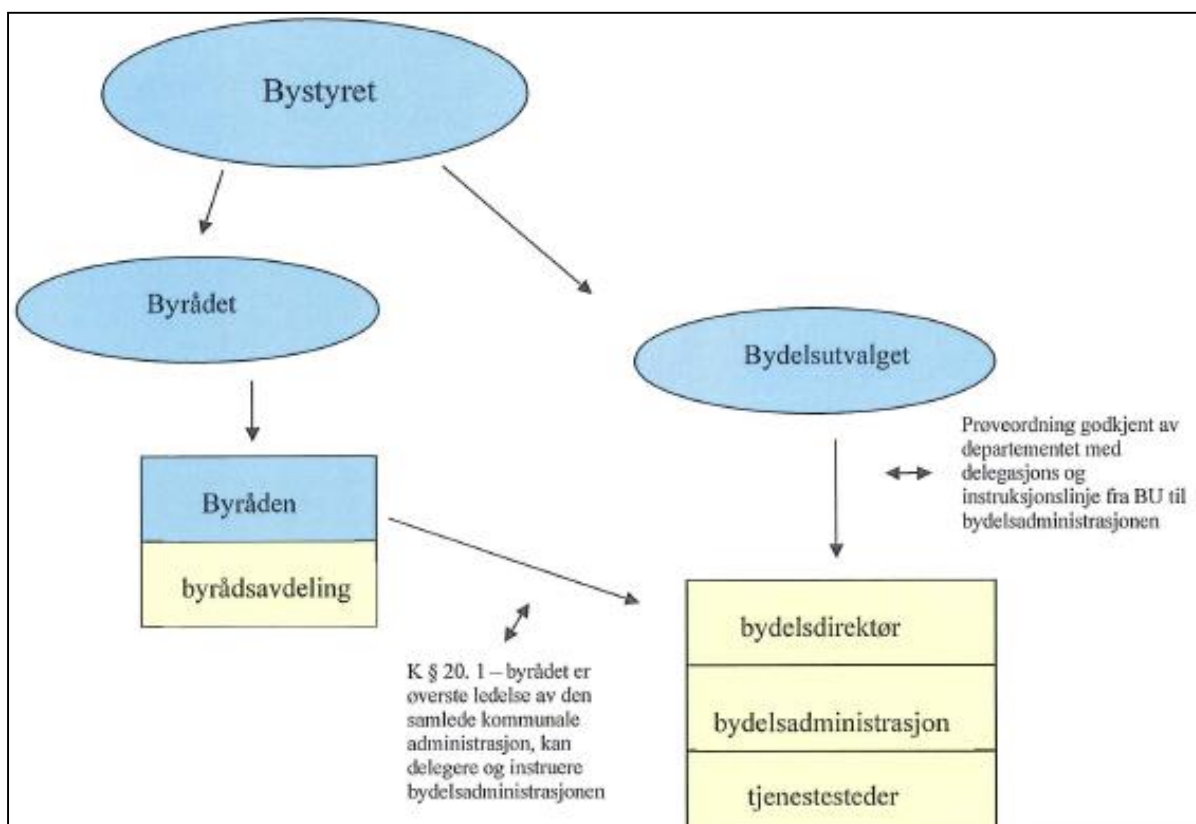 Bystyret
Byrådet
Bydelsutvalget
Prøveordning godkjent av
departementet med
delegasjons og
instruksjonslinje fra BU til
bydelsadministrasjonen
Byråden
byrådsavdeling
bydelsdirektør
bydelsadministrasjon
tjenestesteder
K § 20. 1 – byrådet er
øverste ledelse av den
samlede kommunale
administrasjon, kan
delegere og instruere
bydelsadministrasjonen